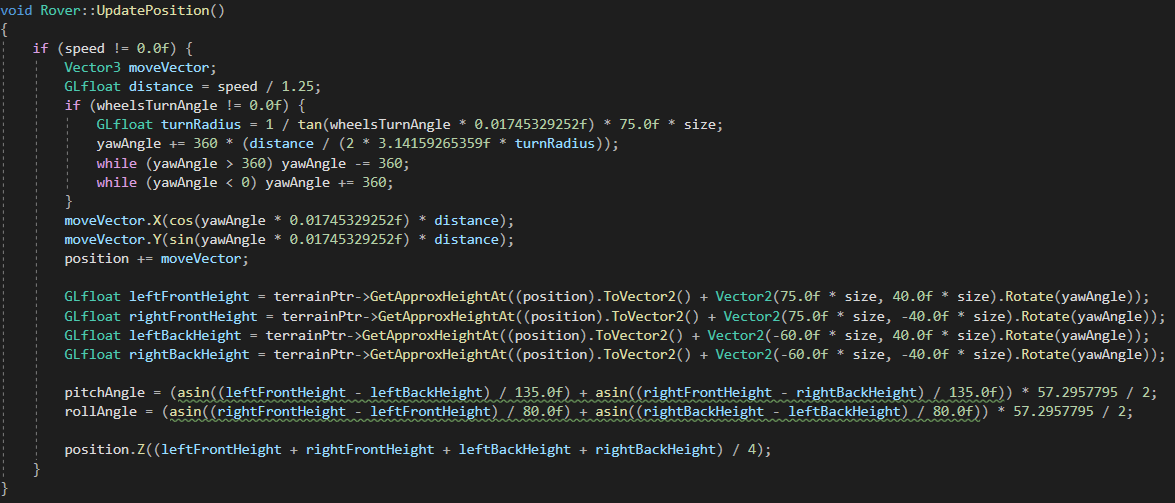 void Rover::UpdatePosition()
{
    if (speed != 0.0f) {
        Vector3 moveVector;
        GLfloat distance = speed / 1.25;
        if (wheelsTurnAngle != 0.0f) {
            GLfloat turnRadius = 1 / tan(wheelsTurnAngle * 0.01745329252f) * 75.0f * size;
            yawAngle += 360 * (distance / (2 * 3.14159265359f * turnRadius));
            while (yawAngle > 360) yawAngle -= 360;
            while (yawAngle < 0) yawAngle += 360;
        }
        moveVector.X(cos(yawAngle * 0.01745329252f) * distance);
        moveVector.Y(sin(yawAngle * 0.01745329252f) * distance);
        position += moveVector;

        GLfloat leftFrontHeight = terrainPtr->GetApproxHeightAt((position).ToVector2() + Vector2(75.0f * size, 40.0f * size).Rotate(yawAngle));
        GLfloat rightFrontHeight = terrainPtr->GetApproxHeightAt((position).ToVector2() + Vector2(75.0f * size, -40.0f * size).Rotate(yawAngle));
        GLfloat leftBackHeight = terrainPtr->GetApproxHeightAt((position).ToVector2() + Vector2(-60.0f * size, 40.0f * size).Rotate(yawAngle));
        GLfloat rightBackHeight = terrainPtr->GetApproxHeightAt((position).ToVector2() + Vector2(-60.0f * size, -40.0f * size).Rotate(yawAngle));

        pitchAngle = (asin((leftFrontHeight - leftBackHeight) / 135.0f) + asin((rightFrontHeight - rightBackHeight) / 135.0f)) * 57.2957795 / 2;
        rollAngle = (asin((rightFrontHeight - leftFrontHeight) / 80.0f) + asin((rightBackHeight - leftBackHeight) / 80.0f)) * 57.2957795 / 2;

        position.Z((leftFrontHeight + rightFrontHeight + leftBackHeight + rightBackHeight) / 4);
    }
}